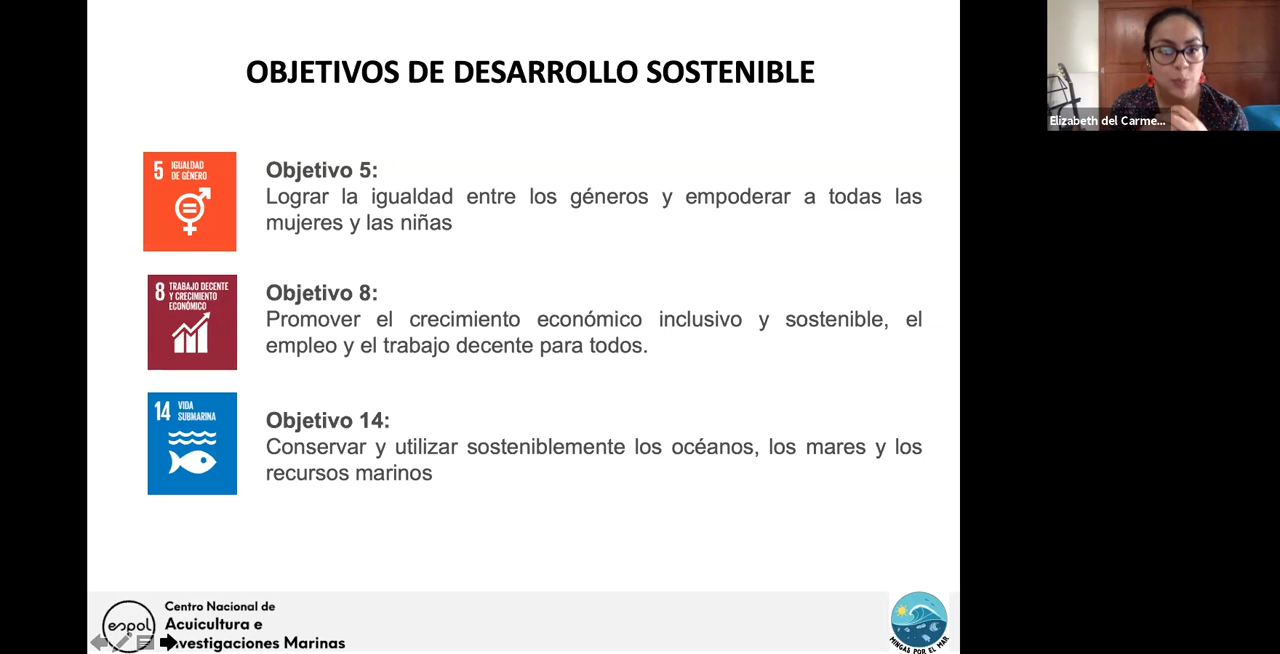 OBJETIVOS DE DESARROLLO SOSTENIBLE
5 IGUALDAD
DE GÉNERO
Objetivo 5:
Lograr la igualdad entre los géneros y empoderar a todas las
mujeres y las niñas
8 TRABAJO DECENTE
Y CRECIMIENTO
ECONÓMICO
Objetivo 8:
Promover el crecimiento económico inclusivo y sostenible, el
empleo y el trabajo decente para todos.
14 VIDA
SUBMARINA
Objetivo 14:
Conservar y utilizar sosteniblemente los océanos, los mares y los
recursos marinos
espol
Centro Nacional de
Acuicultura e
Investigaciones Marinas
MINGAS POR EL MAR
Elizabeth del Carme...